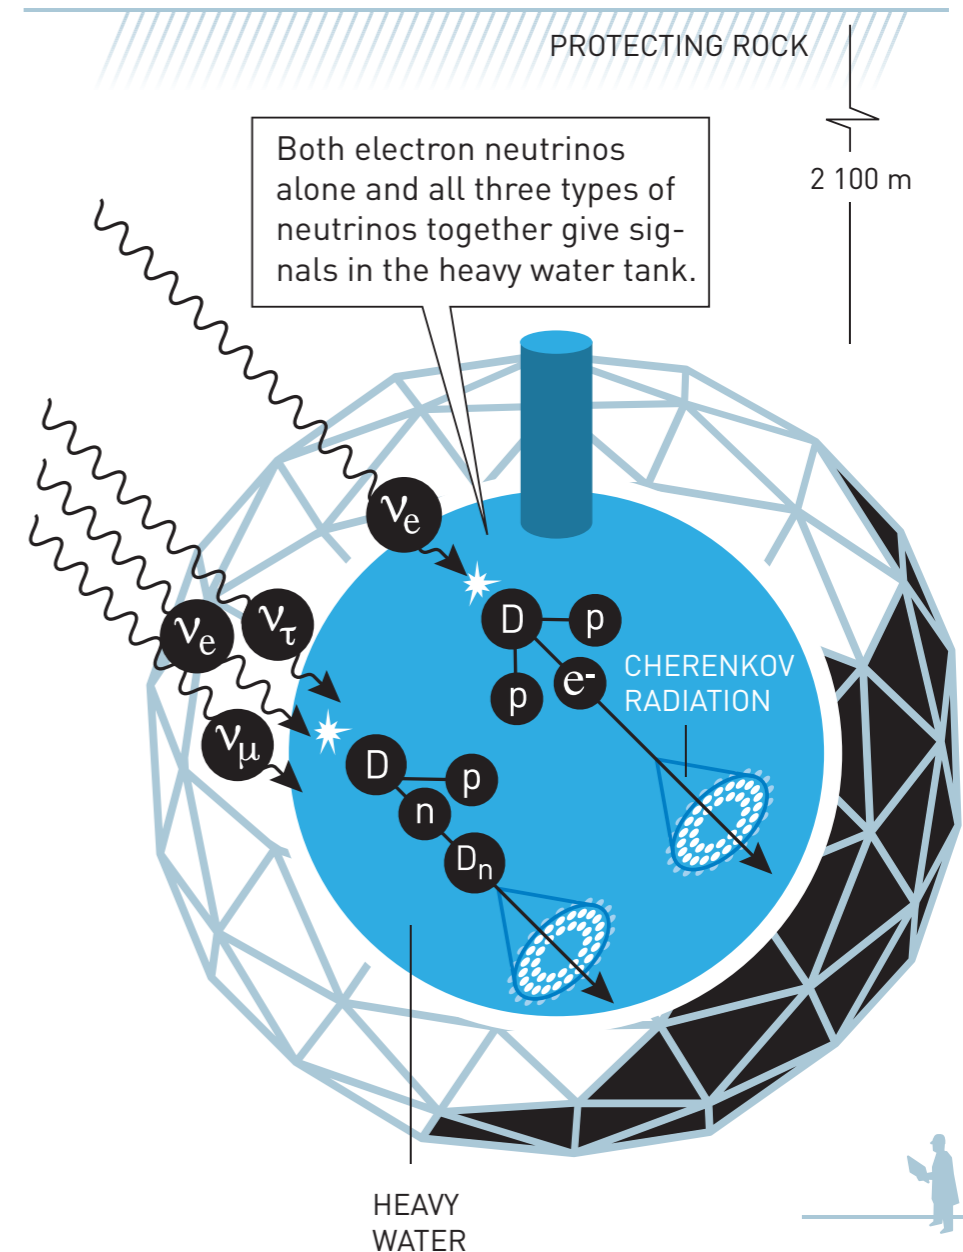 PROTECTING ROCK
2 100 m
Both electron neutrinos
alone and all three types of
neutrinos together give sig-
nals in the heavy water tank.
νe
νe
ντ
νμ
D
p
p
e-
CHERENKOV
RADIATION
D
p
n
Dn
HEAVY
WATER